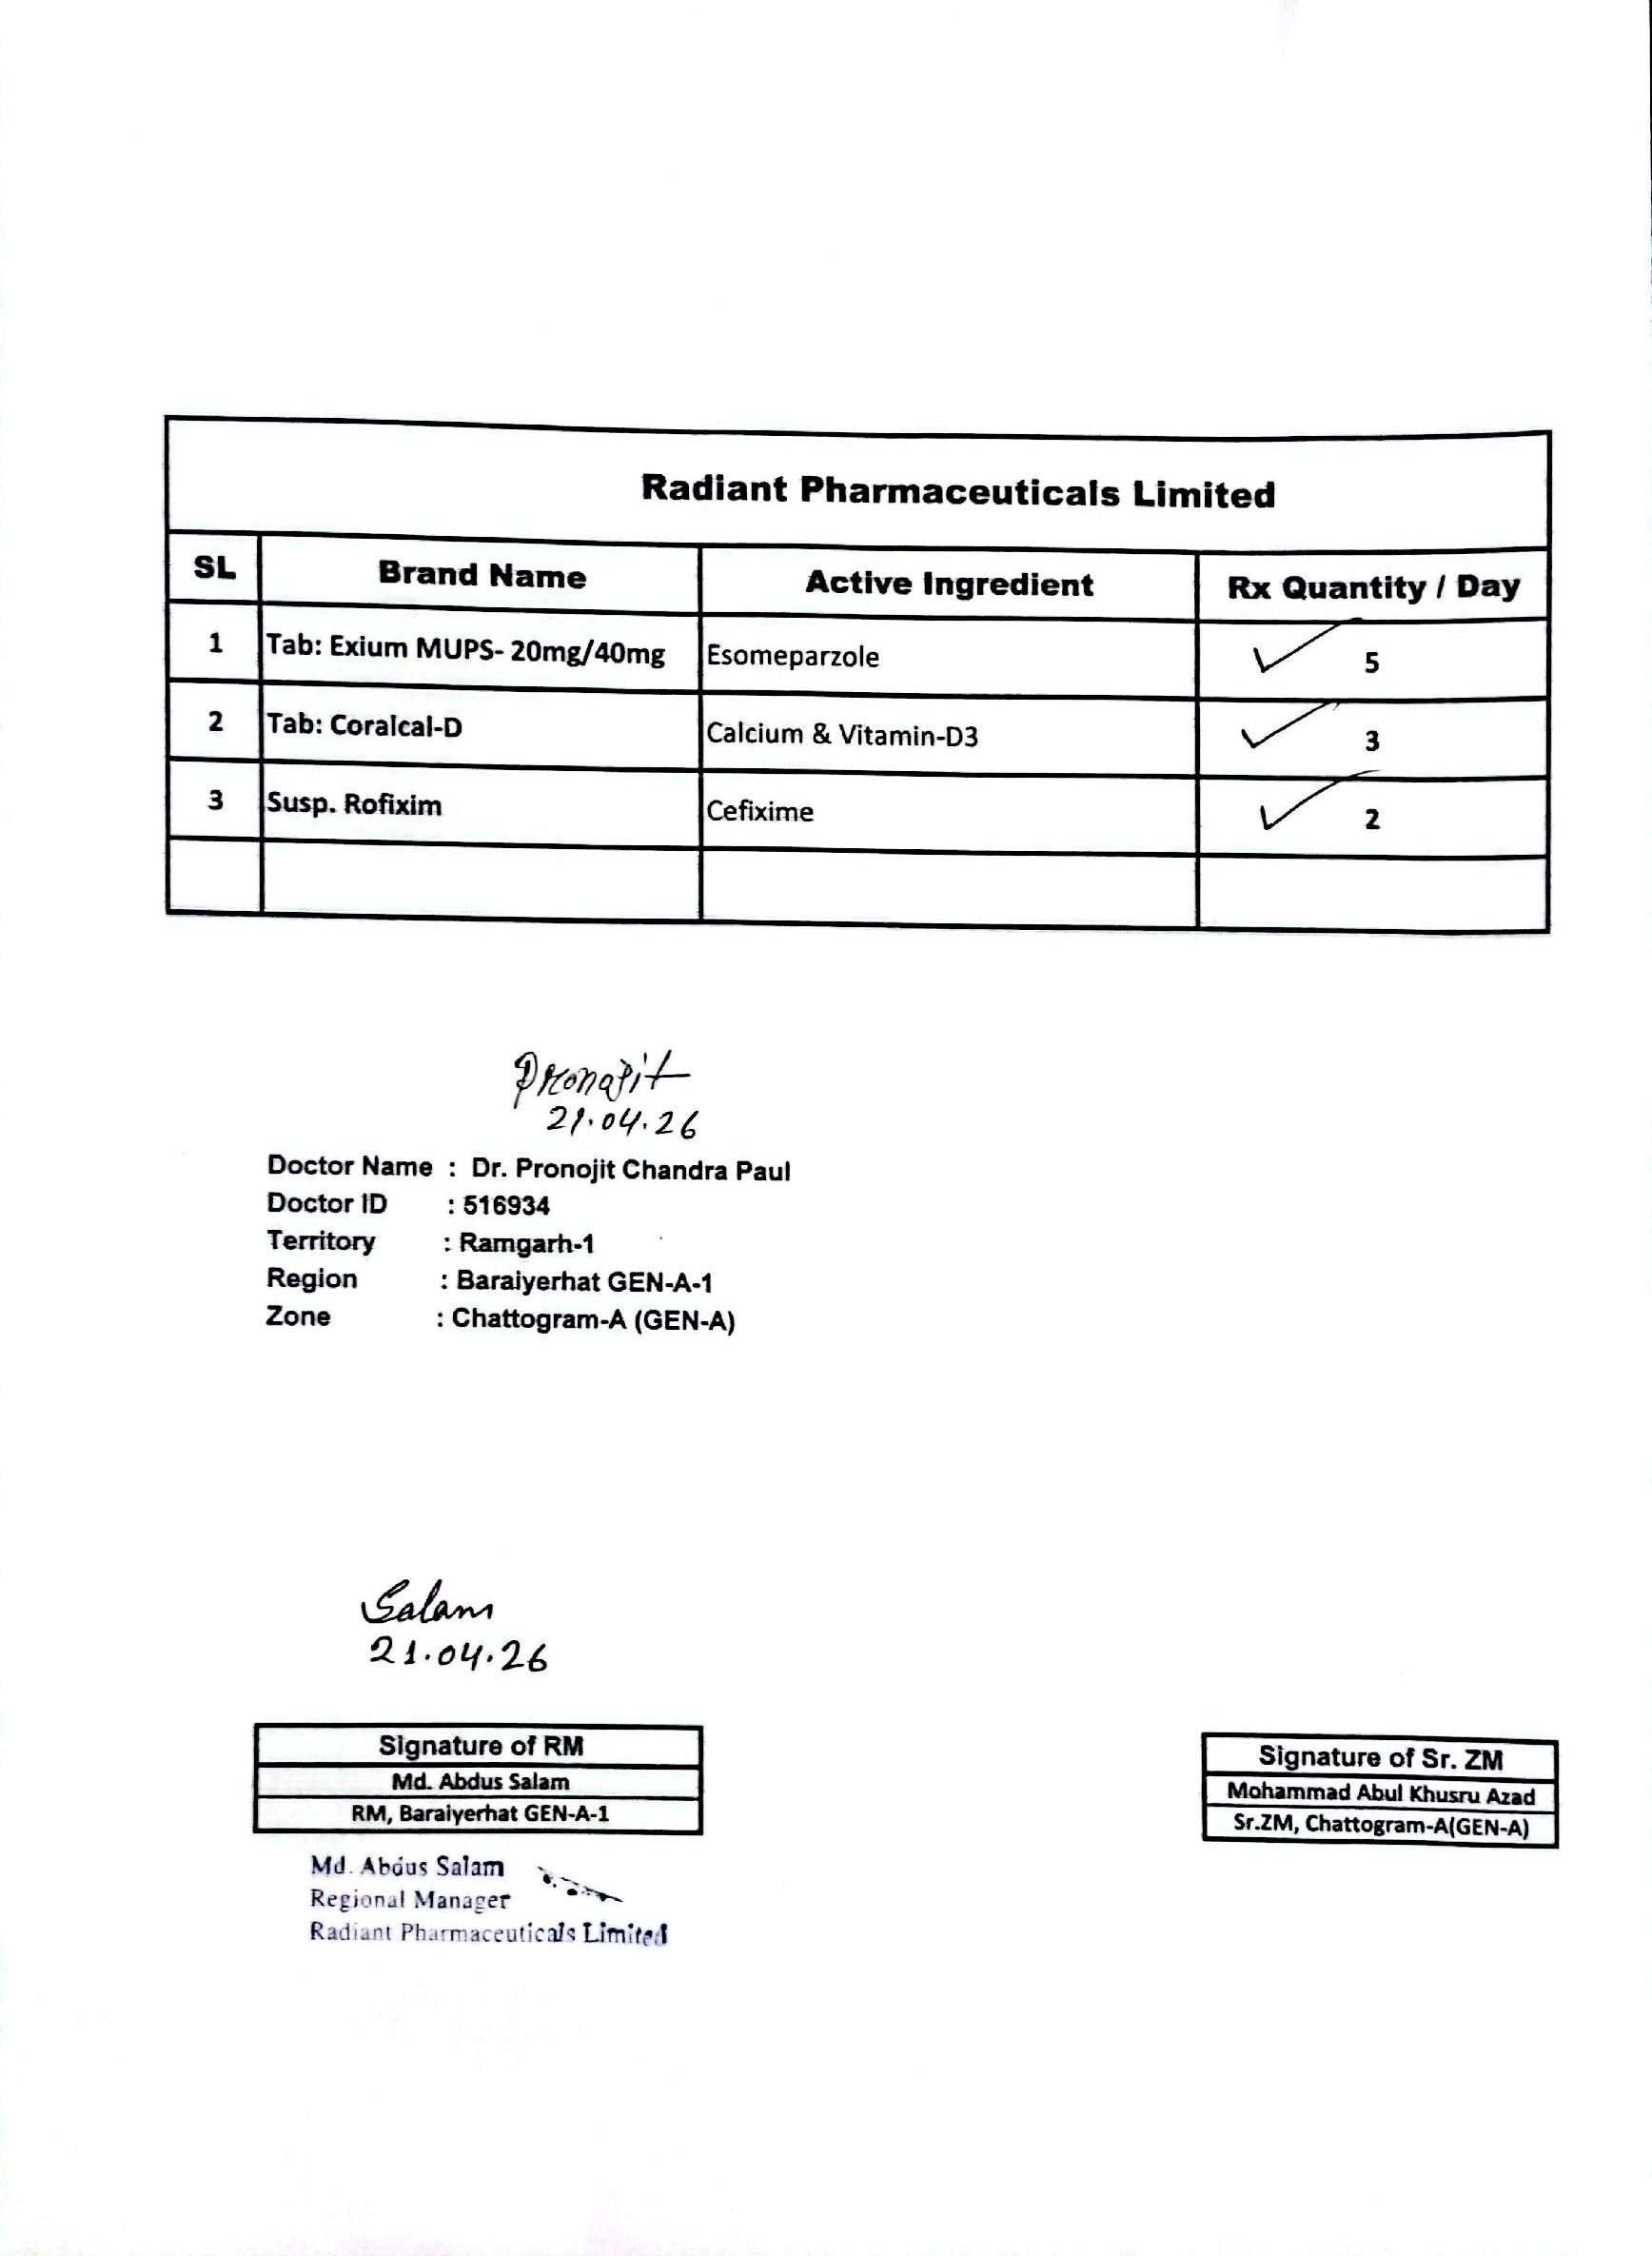 Radiant Pharmaceuticals Limited
SL Brand Name Active Ingredient Rx Quantity / Day
1 Tab: Exium MUPS- 20mg/40mg Esomeparzole ✓ 5
2 Tab: Coralcal-D Calcium & Vitamin-D3 ✓ 3
3 Susp. Rofixim Cefixime ✓ 2
Pronojit
21.04.26
Doctor Name : Dr. Pronojit Chandra Paul
Doctor ID : 516934
Territory : Ramgarh-1
Region : Baraiyerhat GEN-A-1
Zone : Chattogram-A (GEN-A)
Salam
21.04.26
Signature of RM
Md. Abdus Salam
RM, Baraiyerhat GEN-A-1
Signature of Sr. ZM
Mohammad Abul Khusru Azad
Sr.ZM, Chattogram-A(GEN-A)
Md. Abdus Salam
Regional Manager
Radiant Pharmaceuticals Limited